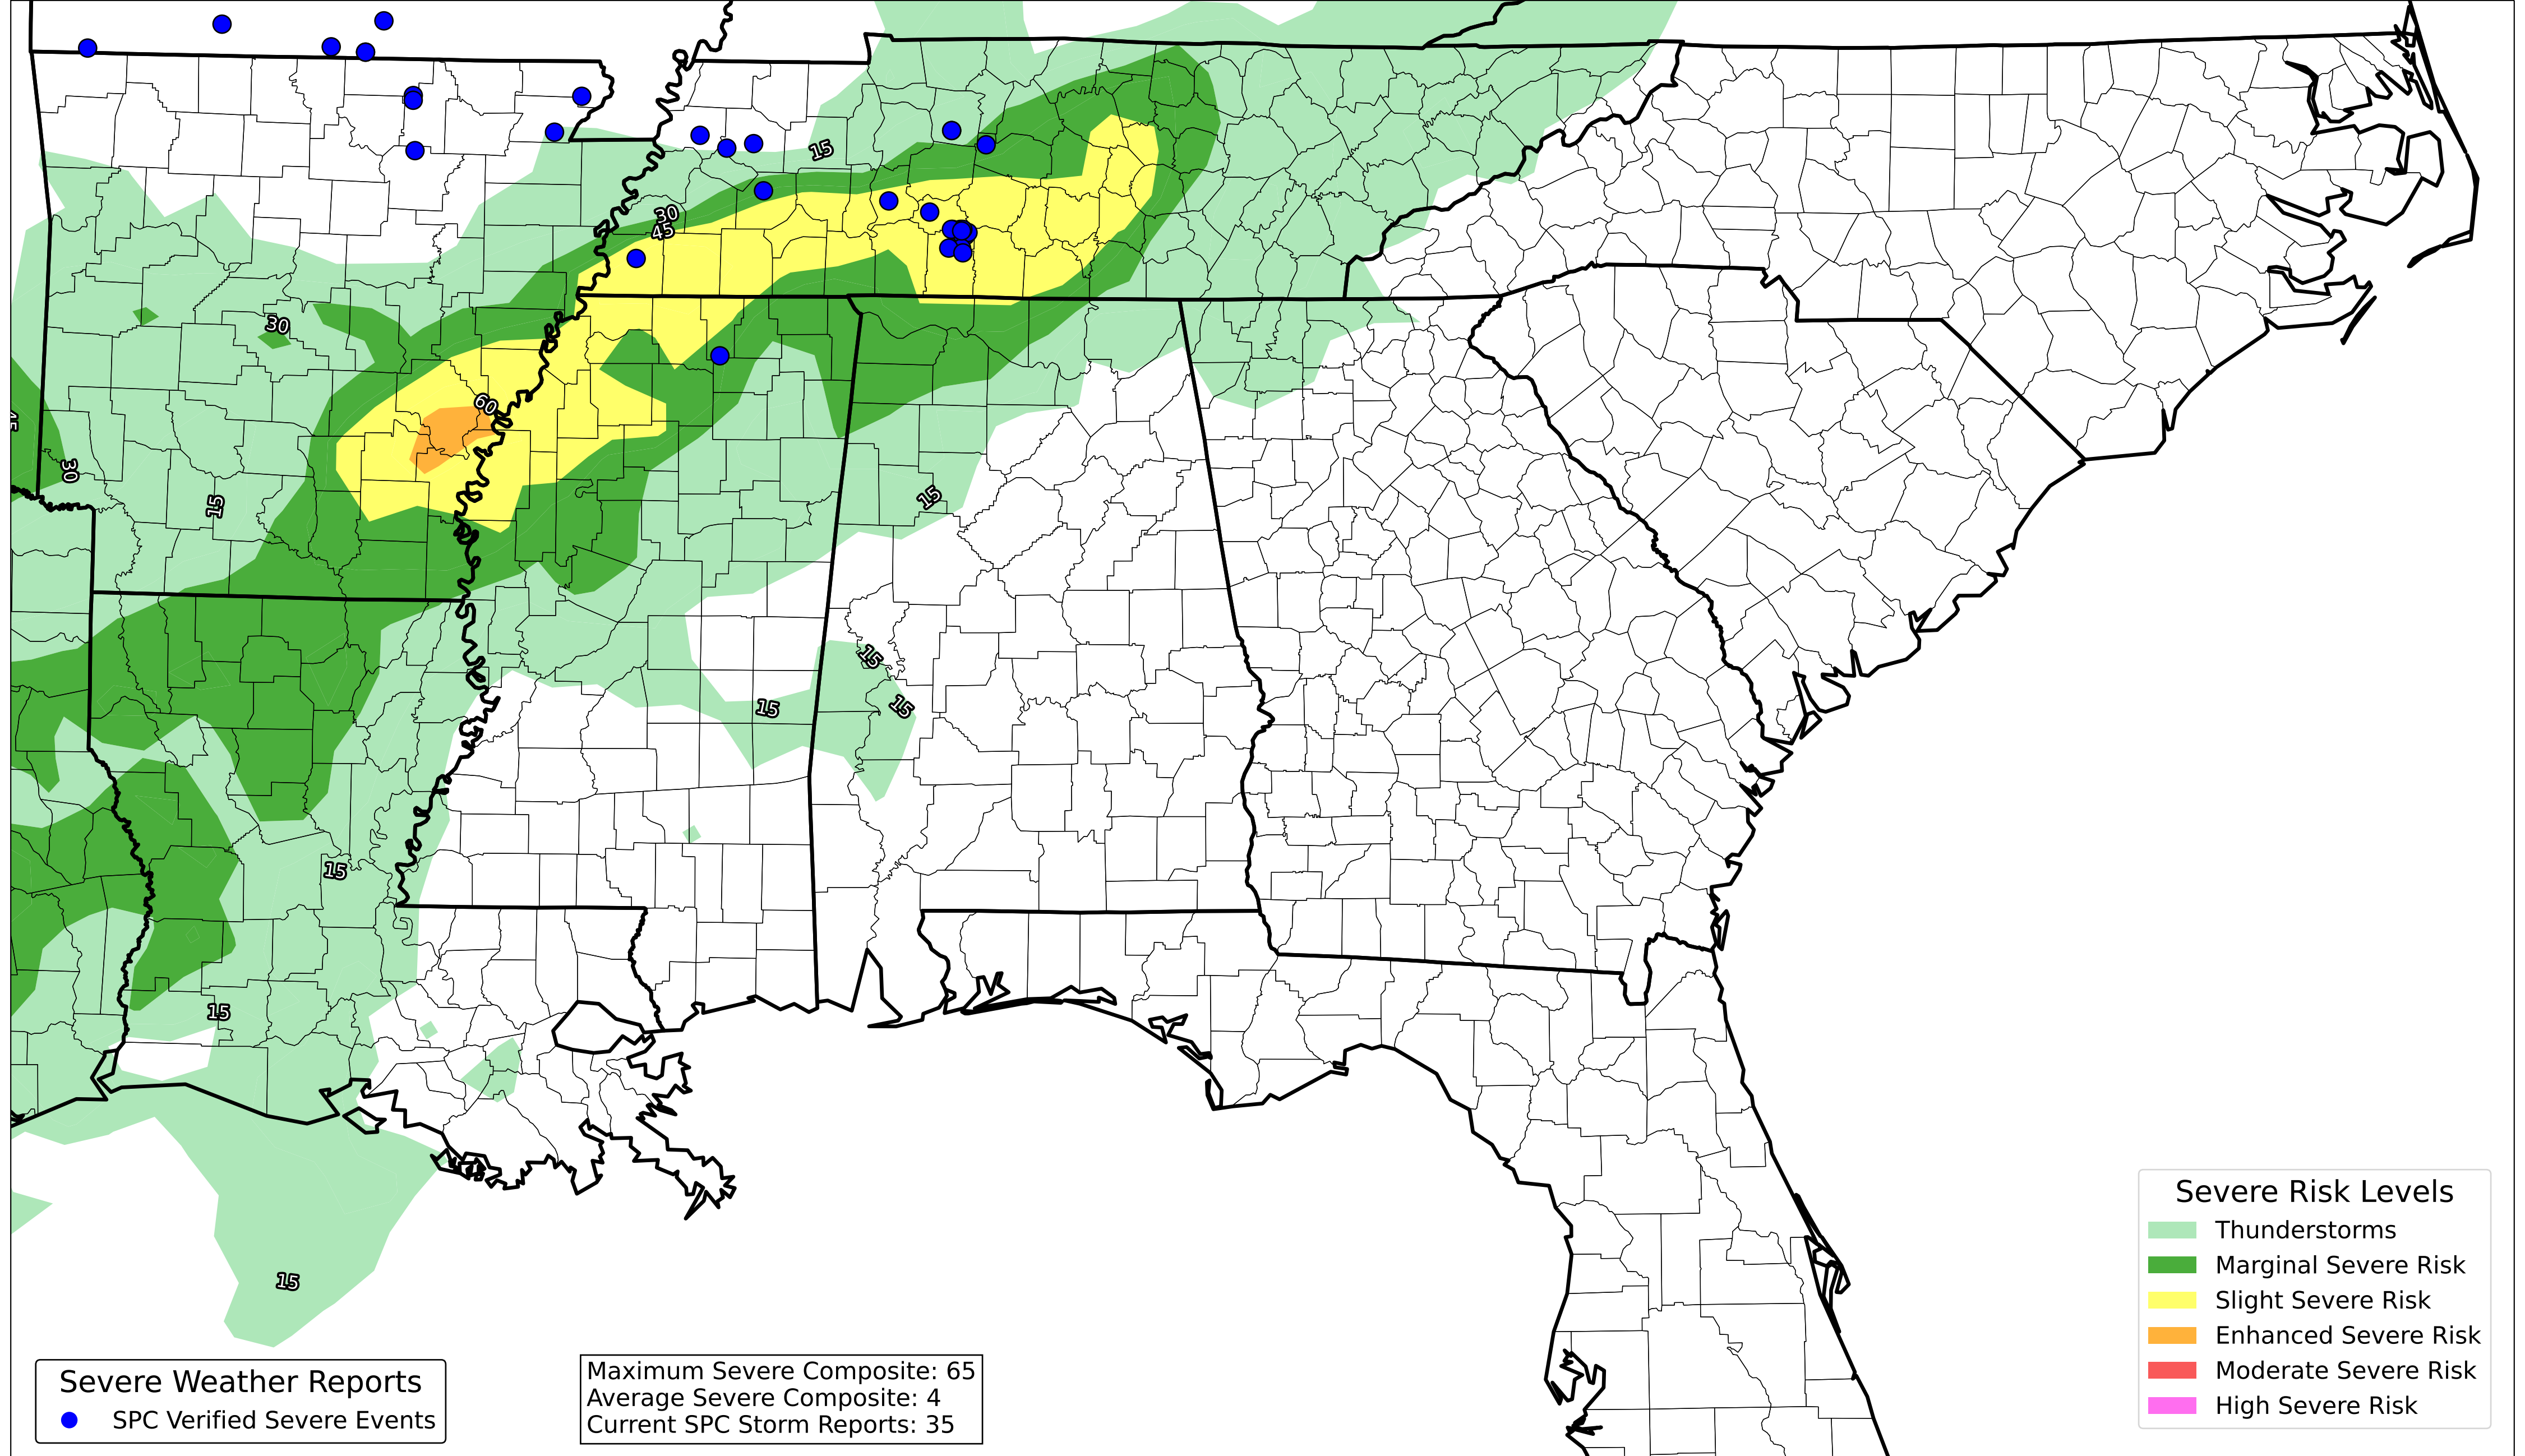 15
30
45
30
60
45
30
15
15
15
15
15
15
15
15
Severe Risk Levels
Thunderstorms
Marginal Severe Risk
Slight Severe Risk
Enhanced Severe Risk
Moderate Severe Risk
High Severe Risk
Severe Weather Reports
SPC Verified Severe Events
Maximum Severe Composite: 65
Average Severe Composite: 4
Current SPC Storm Reports: 35